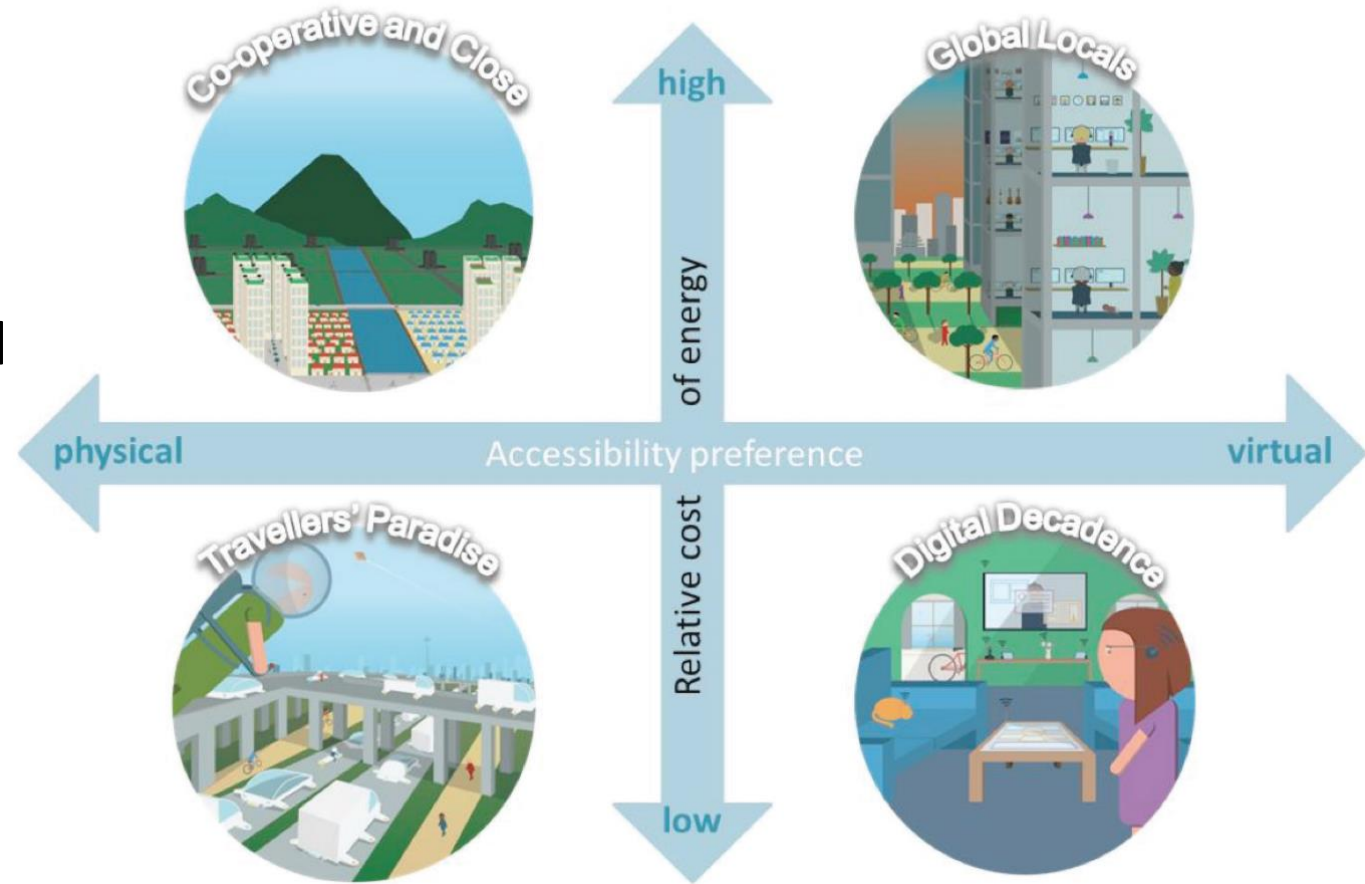 Co-operative and Close
high
Global Locals
physical
Accessibility preference
virtual
Relative cost of energy
Travellers' Paradise
Digital Decadence
low